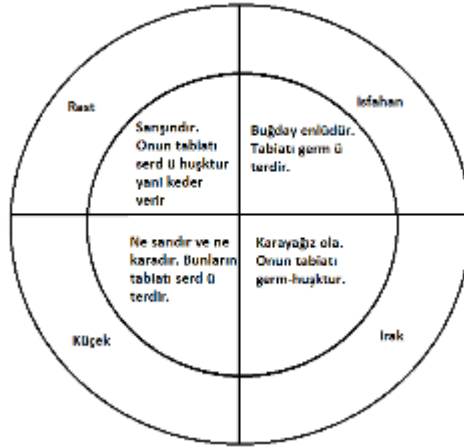 Rast
Isfahan
Sarışındır.
Onun tabiatı
serd ü huşktur
yani keder
verir
Buğday enlüdür.
Tabiatı germ ü
terdir.
Ne sarıdır ve ne
karadır. Bunların
tabiatı serd ü
terdir.
Karayağız ola.
Onun tabiatı
germ-huşktur.
Küçek
Irak